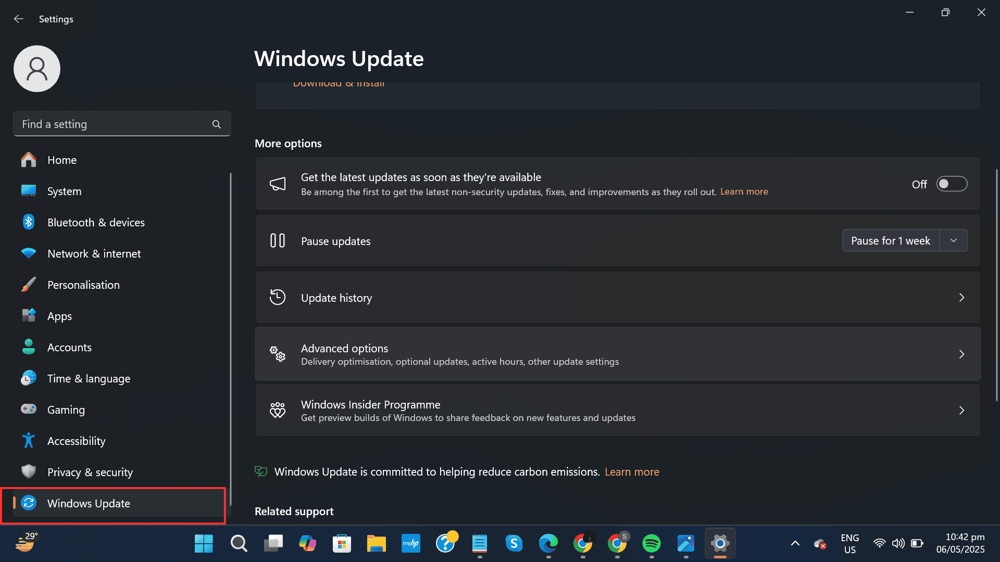 Settings
Windows Update
Download & install
Find a setting
Home
System
Bluetooth & devices
Network & internet
Personalisation
Apps
Accounts
Time & language
Gaming
Accessibility
Privacy & security
Windows Update
More options
Get the latest updates as soon as they're available
Be among the first to get the latest non-security updates, fixes, and improvements as they roll out. Learn more
Off
Pause updates
Pause for 1 week
Update history
Advanced options
Delivery optimisation, optional updates, active hours, other update settings
Windows Insider Programme
Get preview builds of Windows to share feedback on new features and updates
Windows Update is committed to helping reduce carbon emissions. Learn more
Related support
29°
myhp
S
S
ENG
US
10:42 pm
06/05/2025